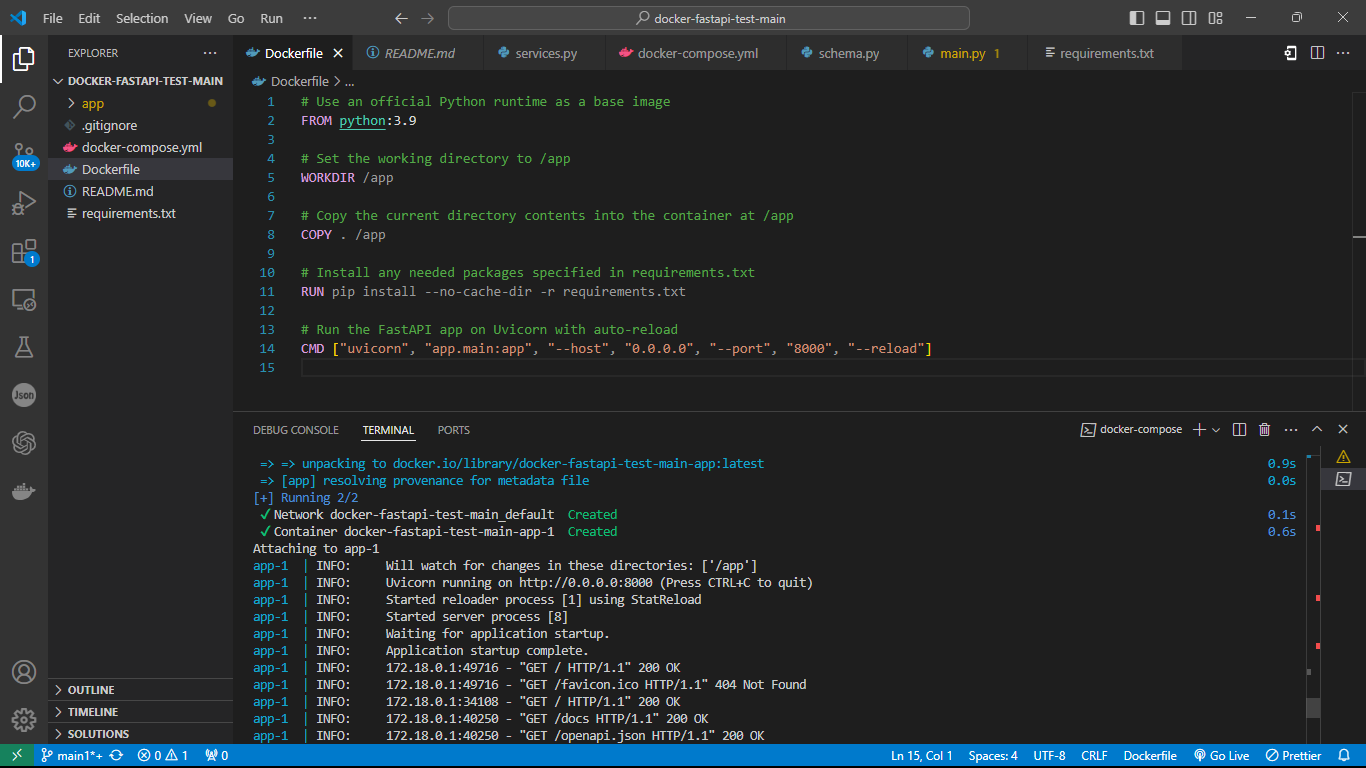 File Edit Selection View Go Run ··· docker-fastapi-test-main
EXPLORER ···
DOCKER-FASTAPI-TEST-MAIN
app
.gitignore
docker-compose.yml
Dockerfile
README.md
requirements.txt
OUTLINE
TIMELINE
SOLUTIONS
10K+
1
Json
Dockerfile README.md services.py docker-compose.yml schema.py main.py 1 requirements.txt
Dockerfile > ...
1 # Use an official Python runtime as a base image
2 FROM python:3.9
3
4 # Set the working directory to /app
5 WORKDIR /app
6
7 # Copy the current directory contents into the container at /app
8 COPY . /app
9
10 # Install any needed packages specified in requirements.txt
11 RUN pip install --no-cache-dir -r requirements.txt
12
13 # Run the FastAPI app on Uvicorn with auto-reload
14 CMD ["uvicorn", "app.main:app", "--host", "0.0.0.0", "--port", "8000", "--reload"]
15
DEBUG CONSOLE TERMINAL PORTS docker-compose
=> => unpacking to docker.io/library/docker-fastapi-test-main-app:latest 0.9s
=> [app] resolving provenance for metadata file 0.0s
[+] Running 2/2
✔Network docker-fastapi-test-main_default Created 0.1s
✔Container docker-fastapi-test-main-app-1 Created 0.6s
Attaching to app-1
app-1 | INFO: Will watch for changes in these directories: ['/app']
app-1 | INFO: Uvicorn running on http://0.0.0.0:8000 (Press CTRL+C to quit)
app-1 | INFO: Started reloader process [1] using StatReload
app-1 | INFO: Started server process [8]
app-1 | INFO: Waiting for application startup.
app-1 | INFO: Application startup complete.
app-1 | INFO: 172.18.0.1:49716 - "GET / HTTP/1.1" 200 OK
app-1 | INFO: 172.18.0.1:49716 - "GET /favicon.ico HTTP/1.1" 404 Not Found
app-1 | INFO: 172.18.0.1:34108 - "GET / HTTP/1.1" 200 OK
app-1 | INFO: 172.18.0.1:40250 - "GET /docs HTTP/1.1" 200 OK
app-1 | INFO: 172.18.0.1:40250 - "GET /openapi.json HTTP/1.1" 200 OK
main1*+ 0 1 0 Ln 15, Col 1 Spaces: 4 UTF-8 CRLF Dockerfile Go Live Prettier